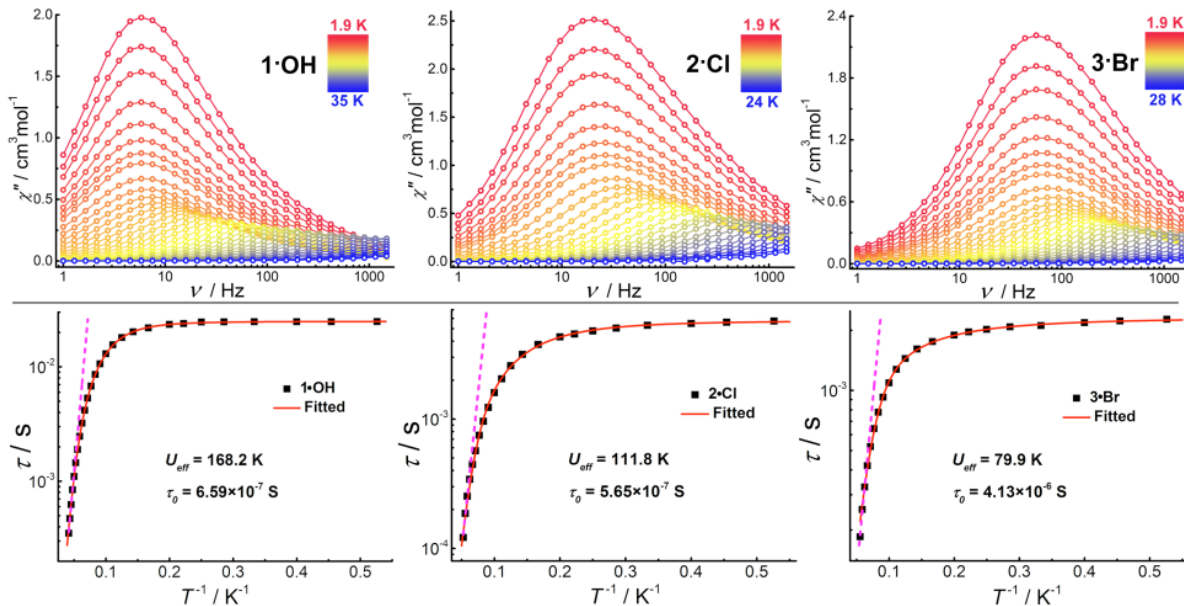 1·OH
1.9 K
35 K
χ″ / cm³mol⁻¹
2.0
1.5
1.0
0.5
0.0
1 10 100 1000
ν / Hz
2·Cl
1.9 K
24 K
χ″ / cm³mol⁻¹
2.5
2.0
1.5
1.0
0.5
0.0
1 10 100 1000
ν / Hz
3·Br
1.9 K
28 K
χ″ / cm³mol⁻¹
2.4
1.8
1.2
0.6
0.0
1 10 100 1000
ν / Hz
τ / s
10⁻²
10⁻³
1•OH
Fitted
U_eff = 168.2 K
τ₀ = 6.59×10⁻⁷ S
0.1 0.2 0.3 0.4 0.5
T⁻¹ / K⁻¹
τ / s
10⁻³
10⁻⁴
2•Cl
Fitted
U_eff = 111.8 K
τ₀ = 5.65×10⁻⁷ S
0.1 0.2 0.3 0.4 0.5
T⁻¹ / K⁻¹
τ / s
10⁻³
3•Br
Fitted
U_eff = 79.9 K
τ₀ = 4.13×10⁻⁶ S
0.1 0.2 0.3 0.4 0.5
T⁻¹ / K⁻¹